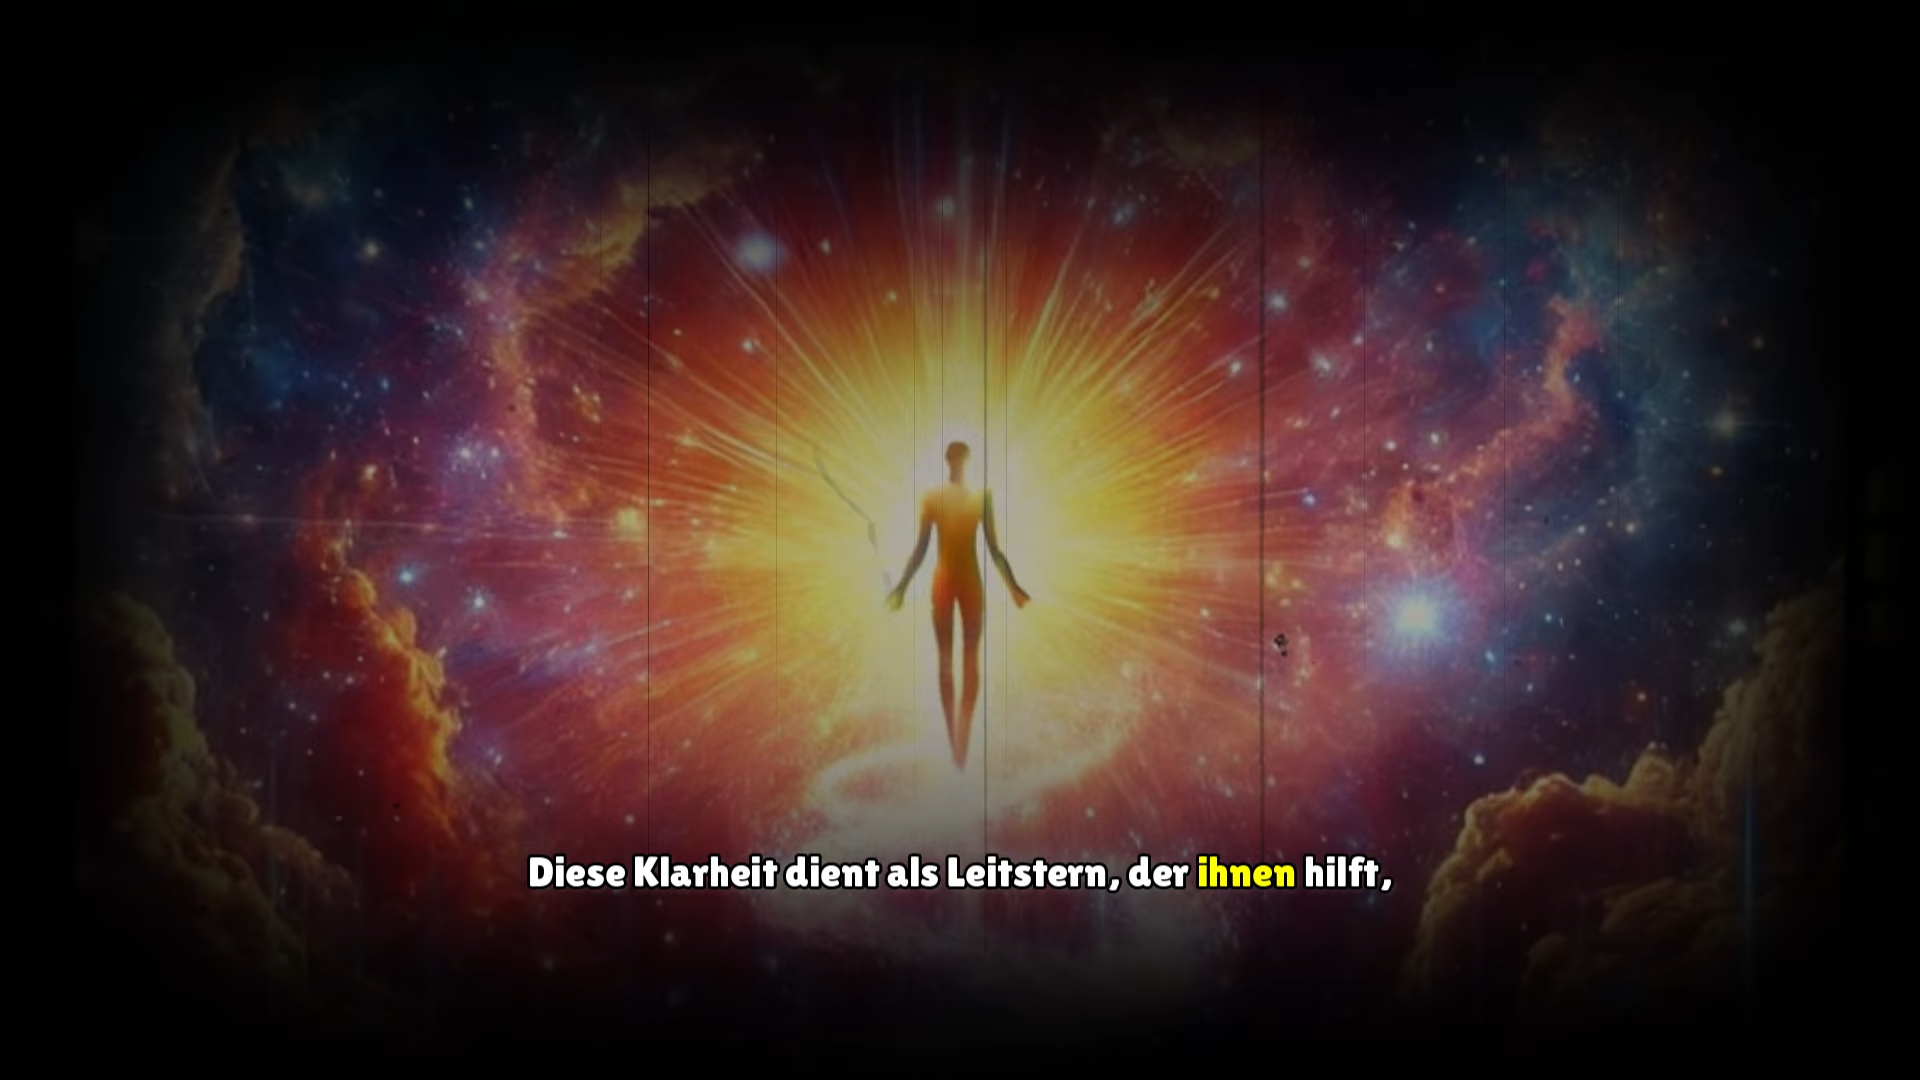 Diese Klarheit dient als Leitstern, der ihnen hilft,